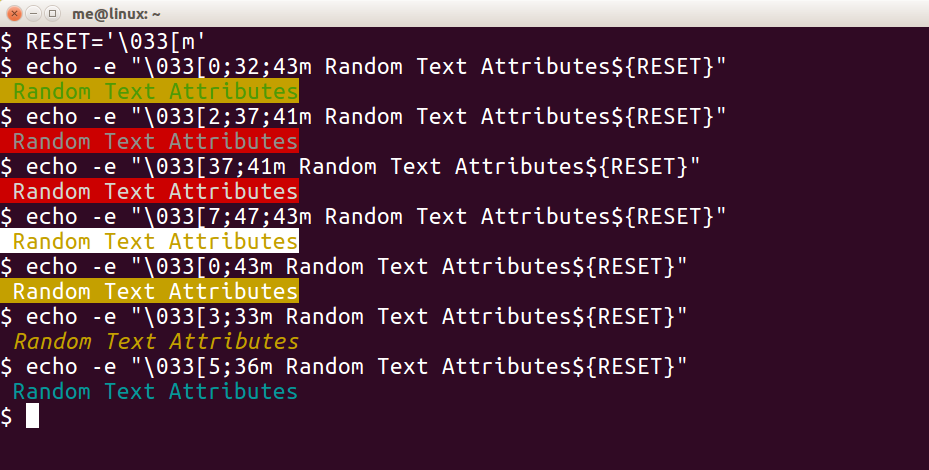 me@linux: ~
$ RESET='\033[m'
$ echo -e "\033[0;32;43m Random Text Attributes${RESET}"
 Random Text Attributes
$ echo -e "\033[2;37;41m Random Text Attributes${RESET}"
 Random Text Attributes
$ echo -e "\033[37;41m Random Text Attributes${RESET}"
 Random Text Attributes
$ echo -e "\033[7;47;43m Random Text Attributes${RESET}"
 Random Text Attributes
$ echo -e "\033[0;43m Random Text Attributes${RESET}"
 Random Text Attributes
$ echo -e "\033[3;33m Random Text Attributes${RESET}"
 Random Text Attributes
$ echo -e "\033[5;36m Random Text Attributes${RESET}"
 Random Text Attributes
$